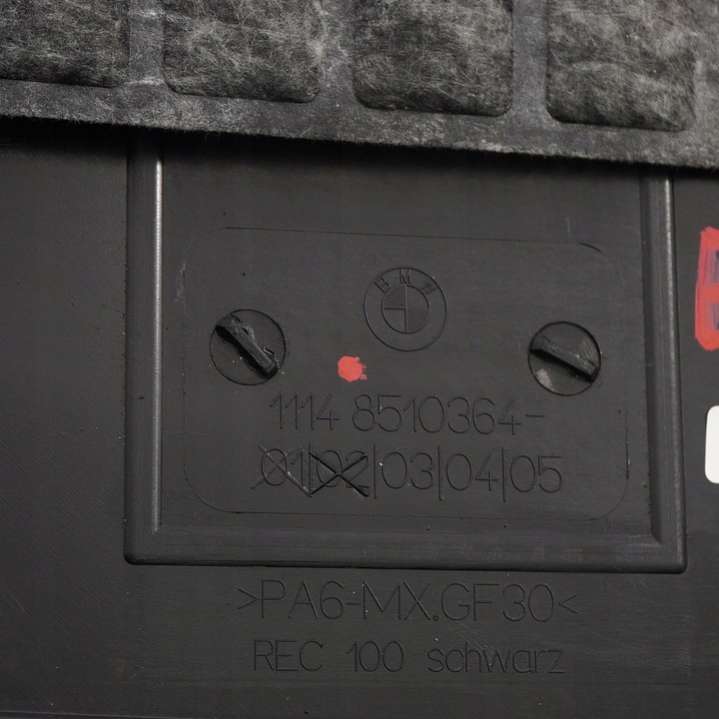 BMW
1114 8510364-
01|02|03|04|05
>PA6-MX.GF30<
REC 100 schwarz